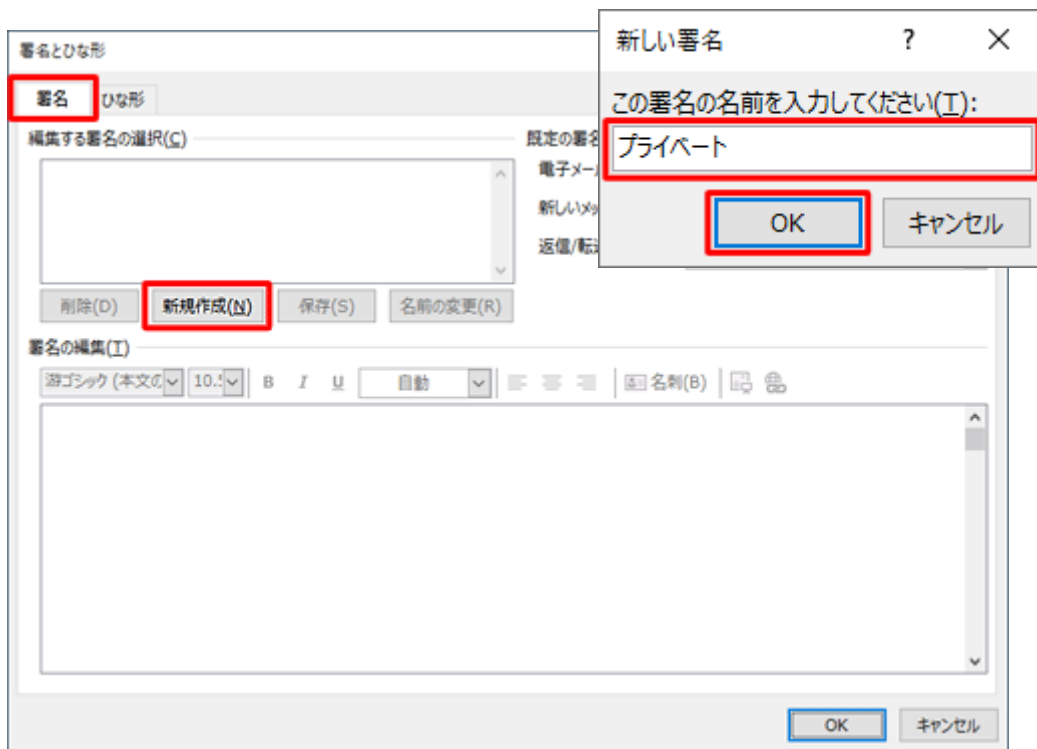 署名とひな形
新しい署名
この署名の名前を入力してください(T):
プライベート
OK
キャンセル
署名
ひな形
編集する署名の選択(C)
既定の署名
電子メー
新しいメッ
返信/転
削除(D)
新規作成(N)
保存(S)
名前の変更(R)
署名の編集(T)
游ゴシック (本文の
10.5
B
I
U
自動
名刺(B)
OK
キャンセル